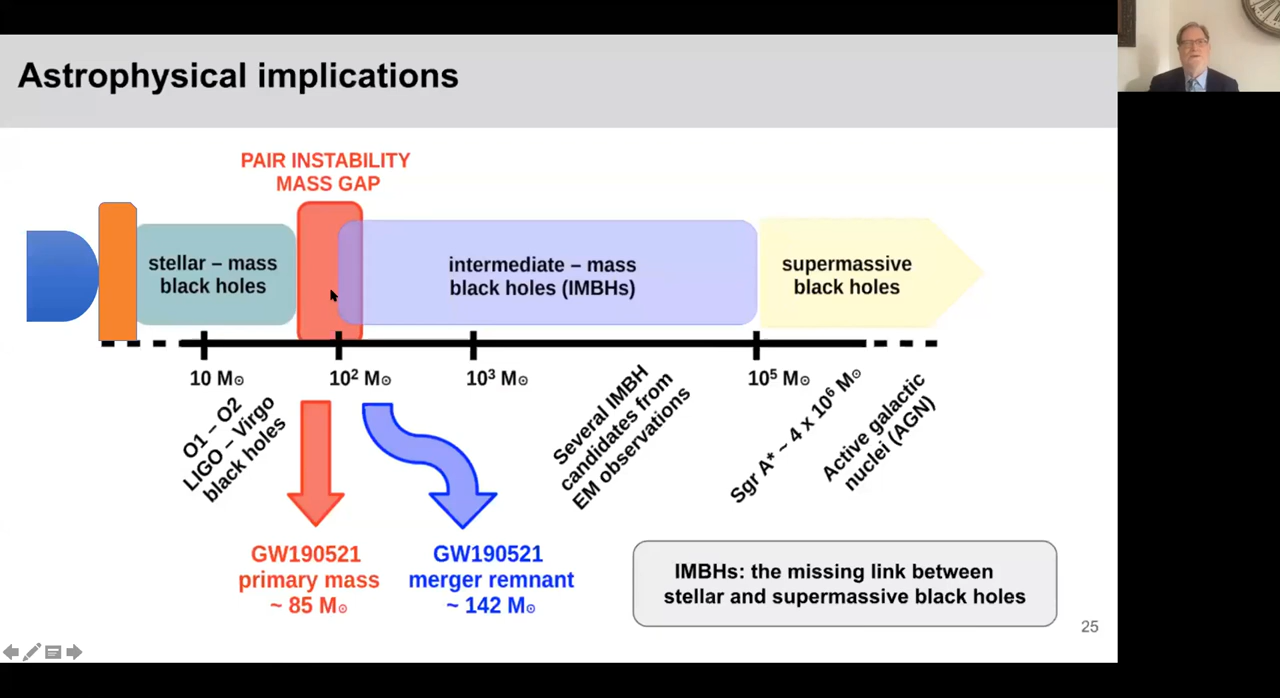 Astrophysical implications
PAIR INSTABILITY
MASS GAP
stellar – mass
black holes
intermediate – mass
black holes (IMBHs)
supermassive
black holes
10 M☉
10² M☉
10³ M☉
10⁵ M☉
O1 – O2
LIGO – Virgo
black holes
Several IMBH
candidates from
EM observations
Sgr A* ~ 4 x 10⁶ M☉
Active galactic
nuclei (AGN)
GW190521
primary mass
~ 85 M☉
GW190521
merger remnant
~ 142 M☉
IMBHs: the missing link between
stellar and supermassive black holes
25